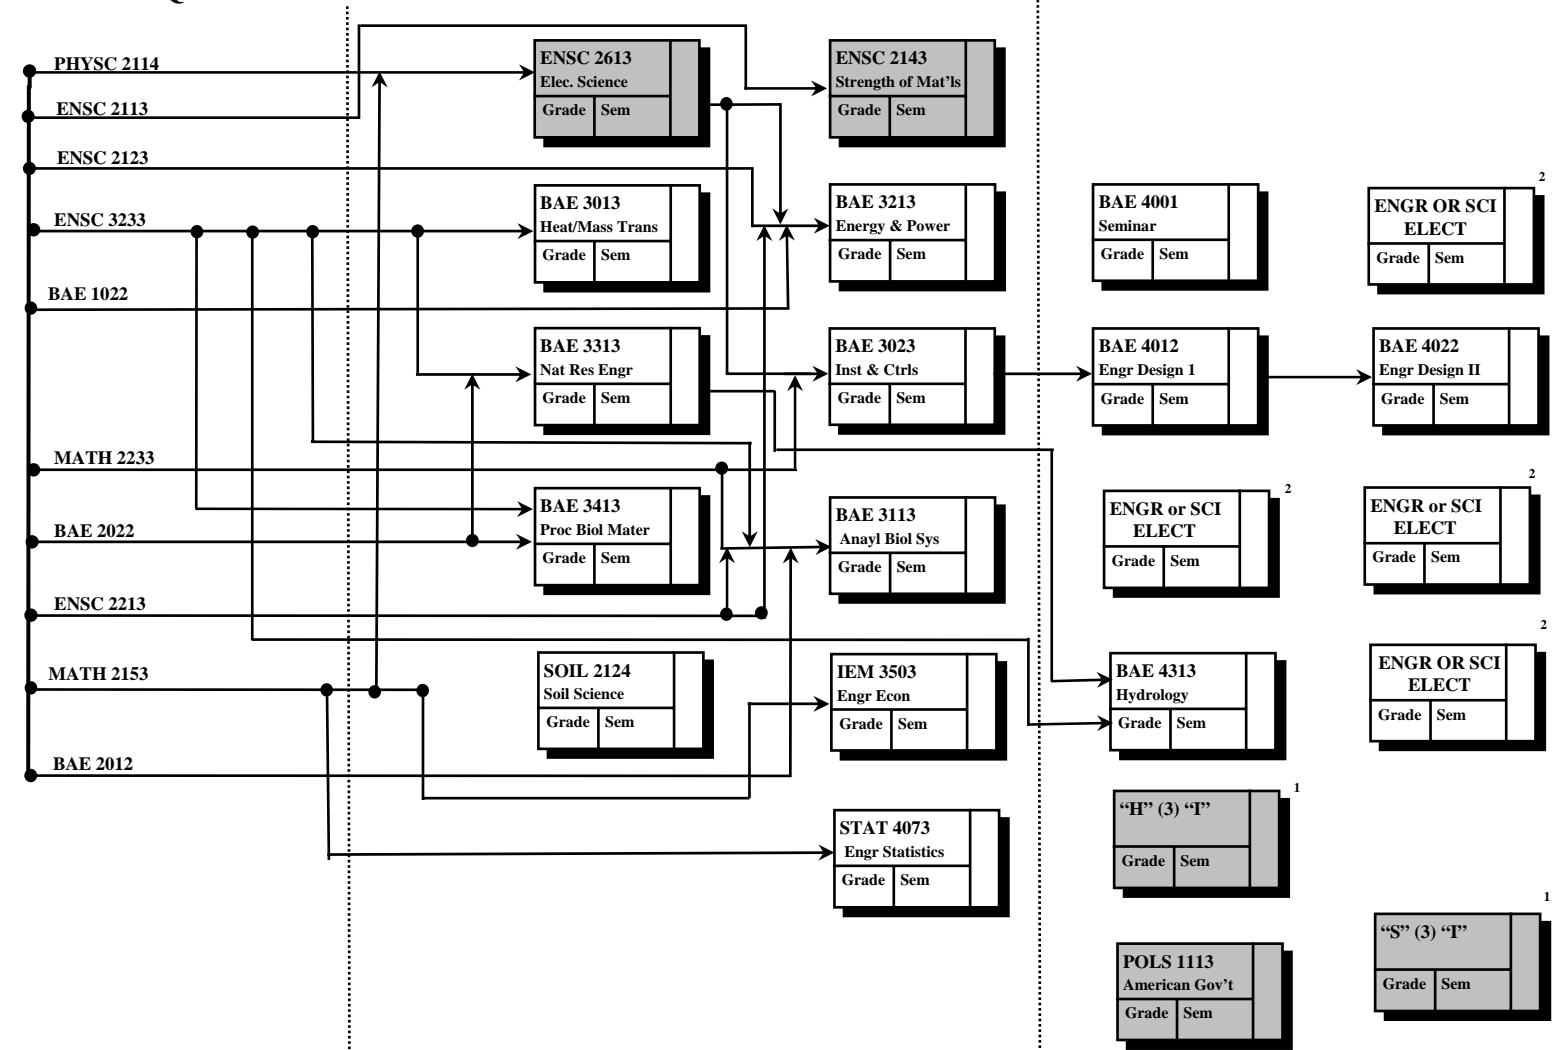 Q
PHYSC 2114
ENSC 2113
ENSC 2123
ENSC 3233
BAE 1022
MATH 2233
BAE 2022
ENSC 2213
MATH 2153
BAE 2012
ENSC 2613
Elec. Science
Grade Sem
BAE 3013
Heat/Mass Trans
Grade Sem
BAE 3313
Nat Res Engr
Grade Sem
BAE 3413
Proc Biol Mater
Grade Sem
SOIL 2124
Soil Science
Grade Sem
ENSC 2143
Strength of Mat’ls
Grade Sem
BAE 3213
Energy & Power
Grade Sem
BAE 3023
Inst & Ctrls
Grade Sem
BAE 3113
Anayl Biol Sys
Grade Sem
IEM 3503
Engr Econ
Grade Sem
STAT 4073
Engr Statistics
Grade Sem
BAE 4001
Seminar
Grade Sem
BAE 4012
Engr Design 1
Grade Sem
2
ENGR or SCI
ELECT
Grade Sem
BAE 4313
Hydrology
Grade Sem
1
“H” (3) “I”
Grade Sem
POLS 1113
American Gov’t
Grade Sem
2
ENGR OR SCI
ELECT
Grade Sem
BAE 4022
Engr Design II
Grade Sem
2
ENGR or SCI
ELECT
Grade Sem
2
ENGR OR SCI
ELECT
Grade Sem
1
“S” (3) “I”
Grade Sem